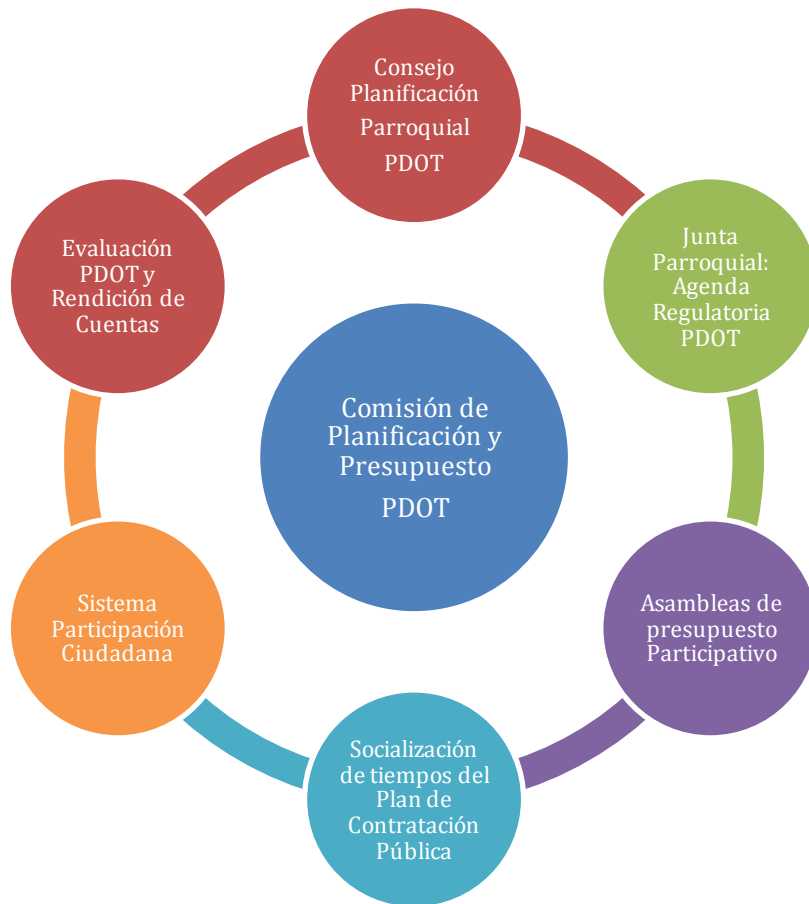 Consejo
Planificación
Parroquial
PDOT
Junta
Parroquial:
Agenda
Regulatoria
PDOT
Asambleas de
presupuesto
Participativo
Socialización
de tiempos del
Plan de
Contratación
Pública
Sistema
Participación
Ciudadana
Evaluación
PDOT y
Rendición de
Cuentas
Comisión de
Planificación y
Presupuesto
PDOT